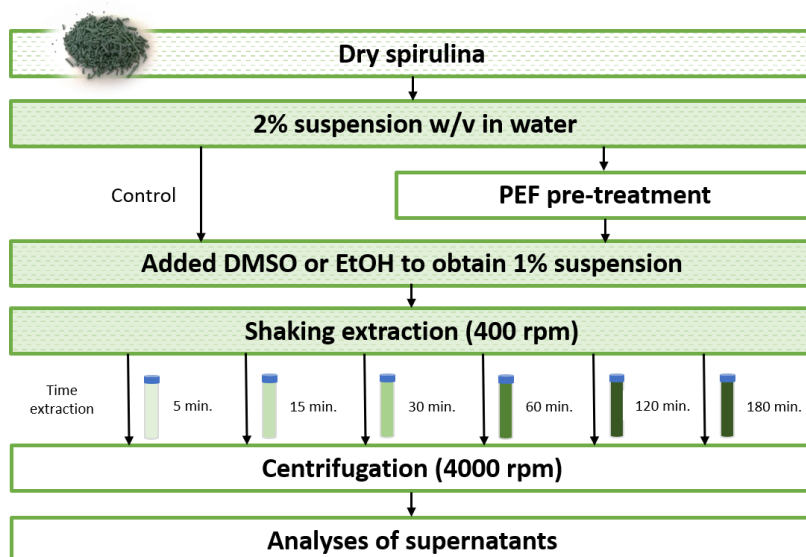 Dry spirulina
2% suspension w/v in water
Control
PEF pre-treatment
Added DMSO or EtOH to obtain 1% suspension
Shaking extraction (400 rpm)
Time
extraction
5 min.
15 min.
30 min.
60 min.
120 min.
180 min.
Centrifugation (4000 rpm)
Analyses of supernatants